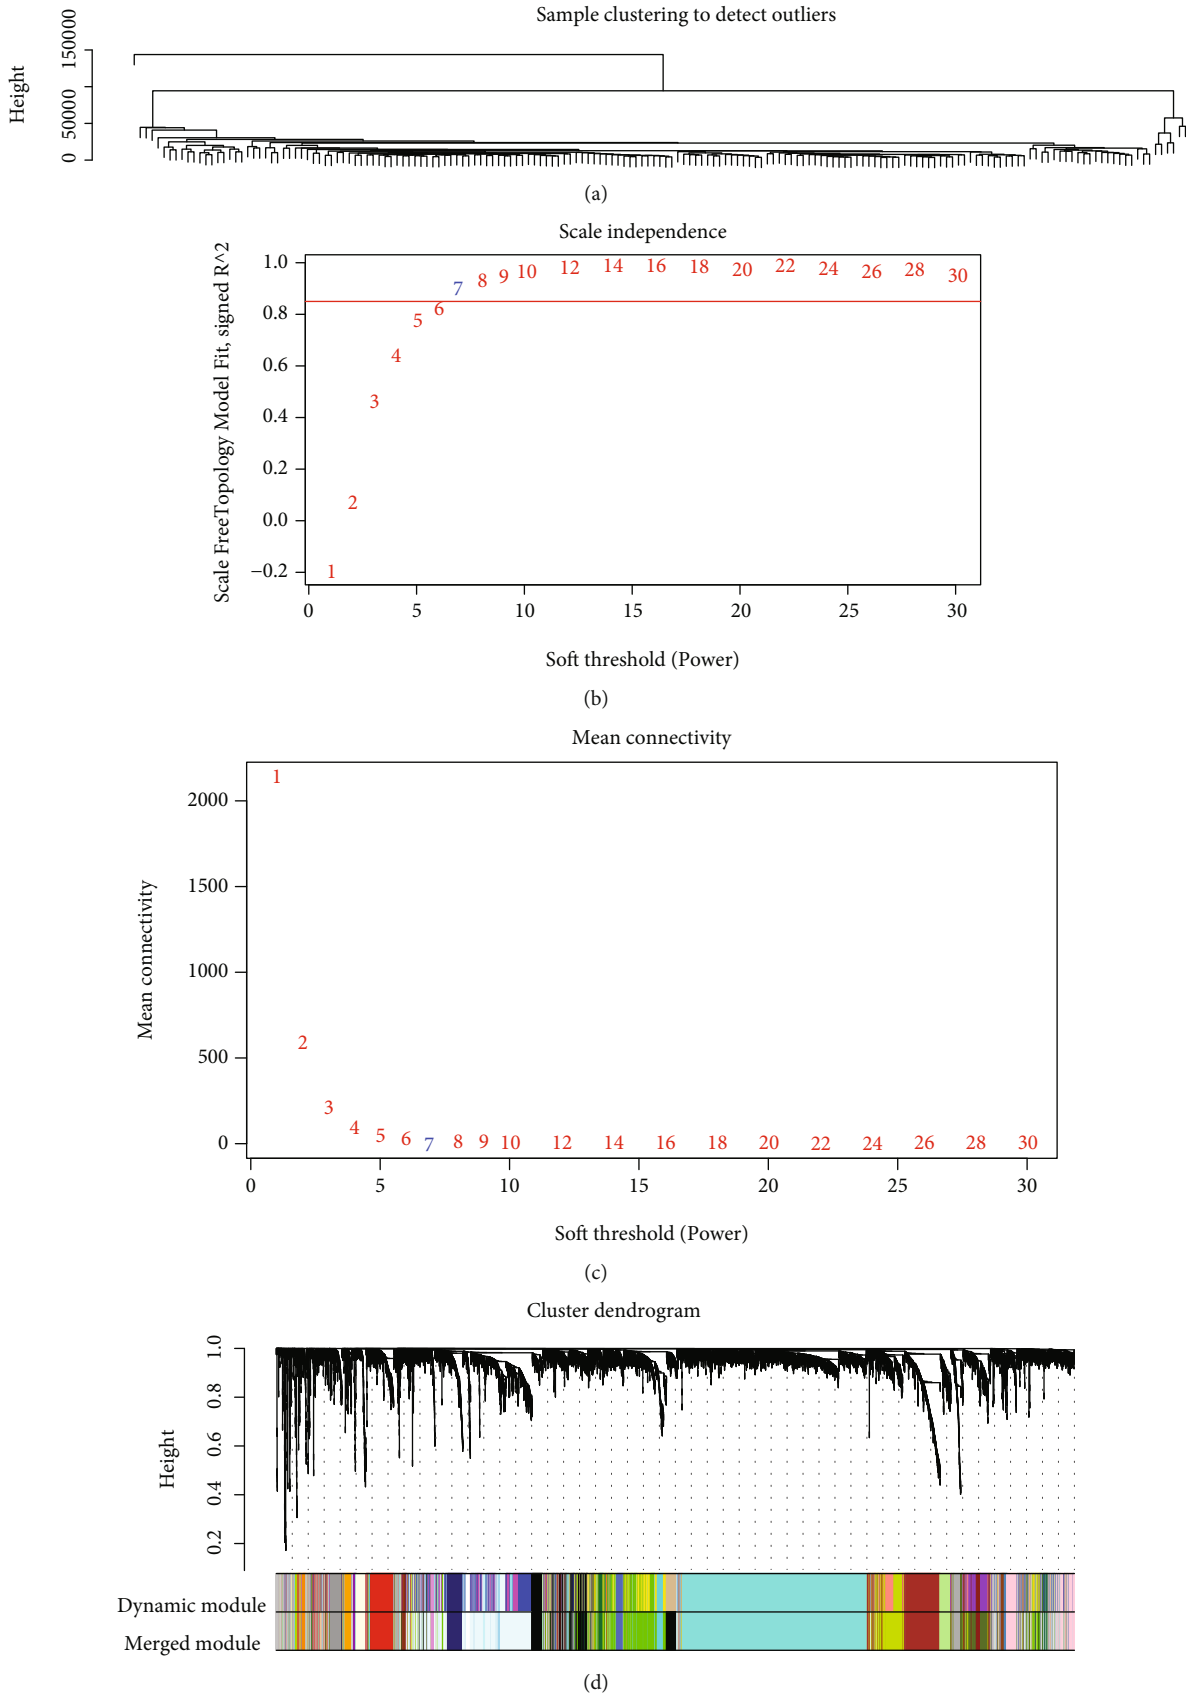 Sample clustering to detect outliers
Height
150000
50000
0
(a)
Scale independence
Scale FreeTopology Model Fit, signed R^2
1.0
0.8
0.6
0.4
0.2
0.0
−0.2
1 2 3 4 5 6 7 8 9 10 12 14 16 18 20 22 24 26 28 30
0 5 10 15 20 25 30
Soft threshold (Power)
(b)
Mean connectivity
Mean connectivity
2000
1500
1000
500
0
1 2 3 4 5 6 7 8 9 10 12 14 16 18 20 22 24 26 28 30
0 5 10 15 20 25 30
Soft threshold (Power)
(c)
Cluster dendrogram
Height
1.0
0.8
0.6
0.4
0.2
Dynamic module
Merged module
(d)